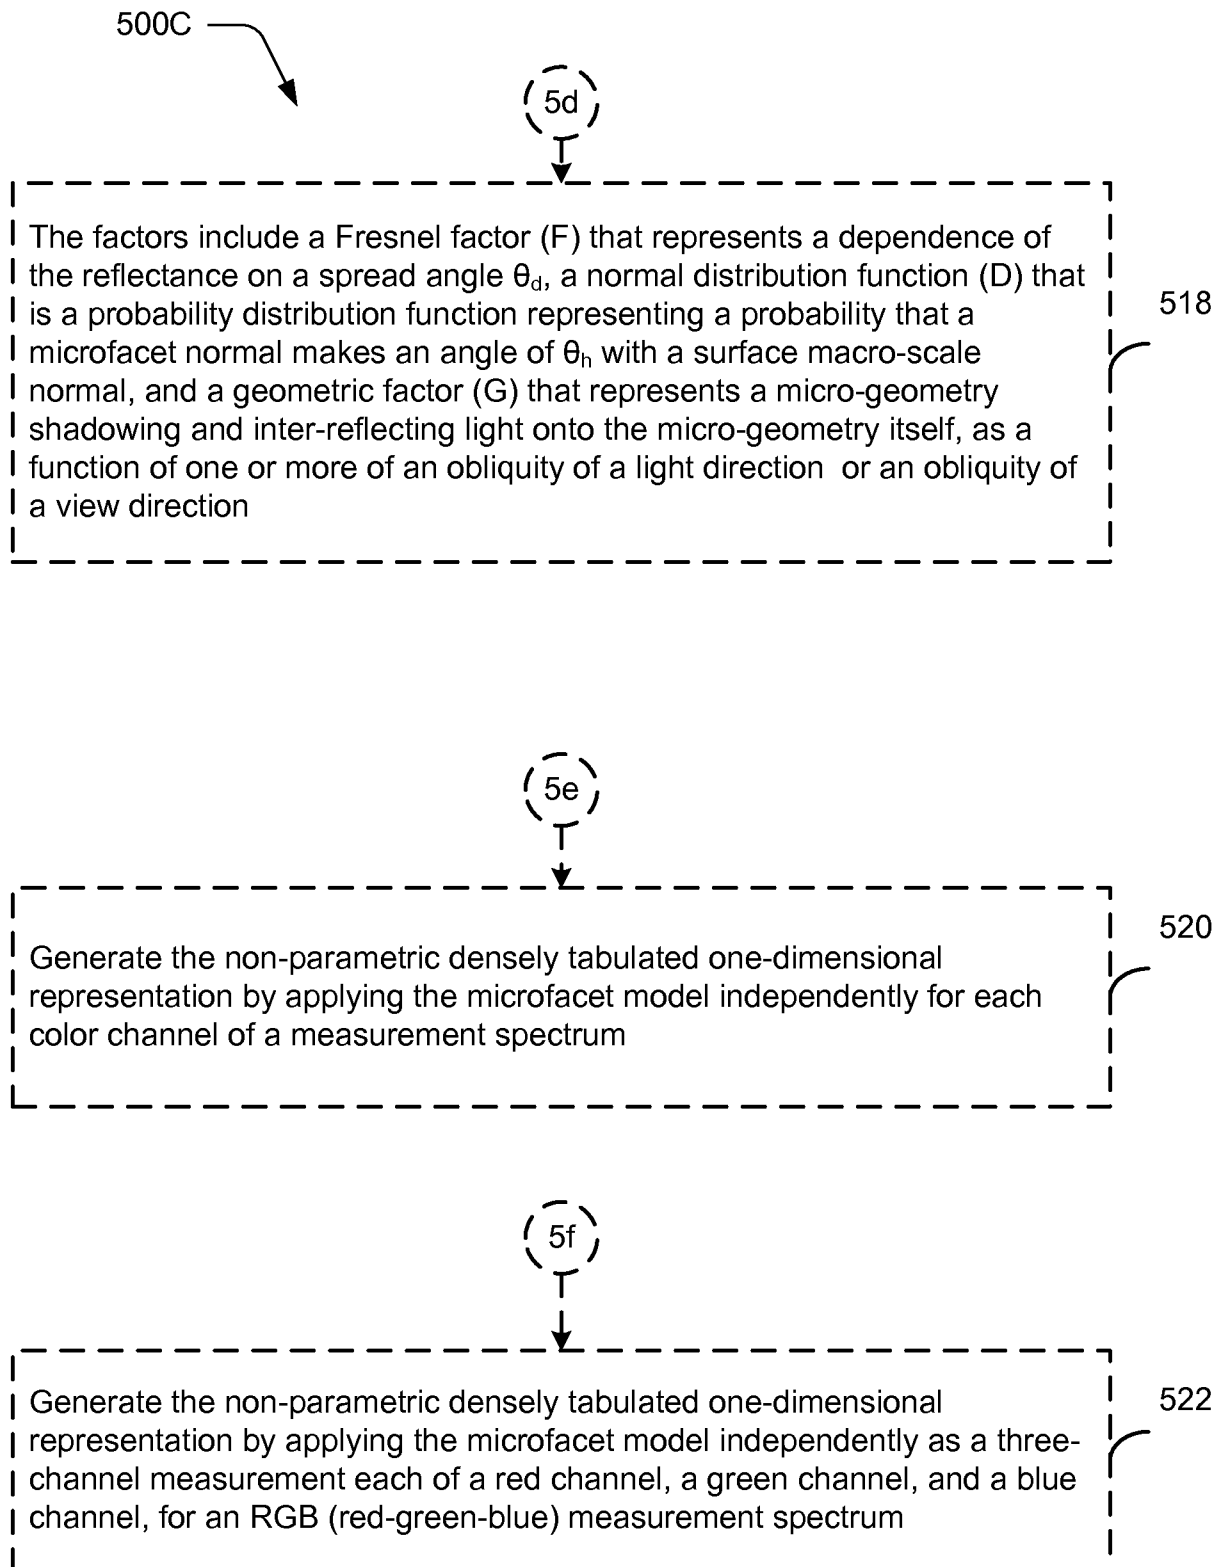 500C
5d
The factors include a Fresnel factor (F) that represents a dependence of
the reflectance on a spread angle θd, a normal distribution function (D) that
is a probability distribution function representing a probability that a
microfacet normal makes an angle of θh with a surface macro-scale
normal, and a geometric factor (G) that represents a micro-geometry
shadowing and inter-reflecting light onto the micro-geometry itself, as a
function of one or more of an obliquity of a light direction or an obliquity of
a view direction
518
5e
Generate the non-parametric densely tabulated one-dimensional
representation by applying the microfacet model independently for each
color channel of a measurement spectrum
520
5f
Generate the non-parametric densely tabulated one-dimensional
representation by applying the microfacet model independently as a three-
channel measurement each of a red channel, a green channel, and a blue
channel, for an RGB (red-green-blue) measurement spectrum
522